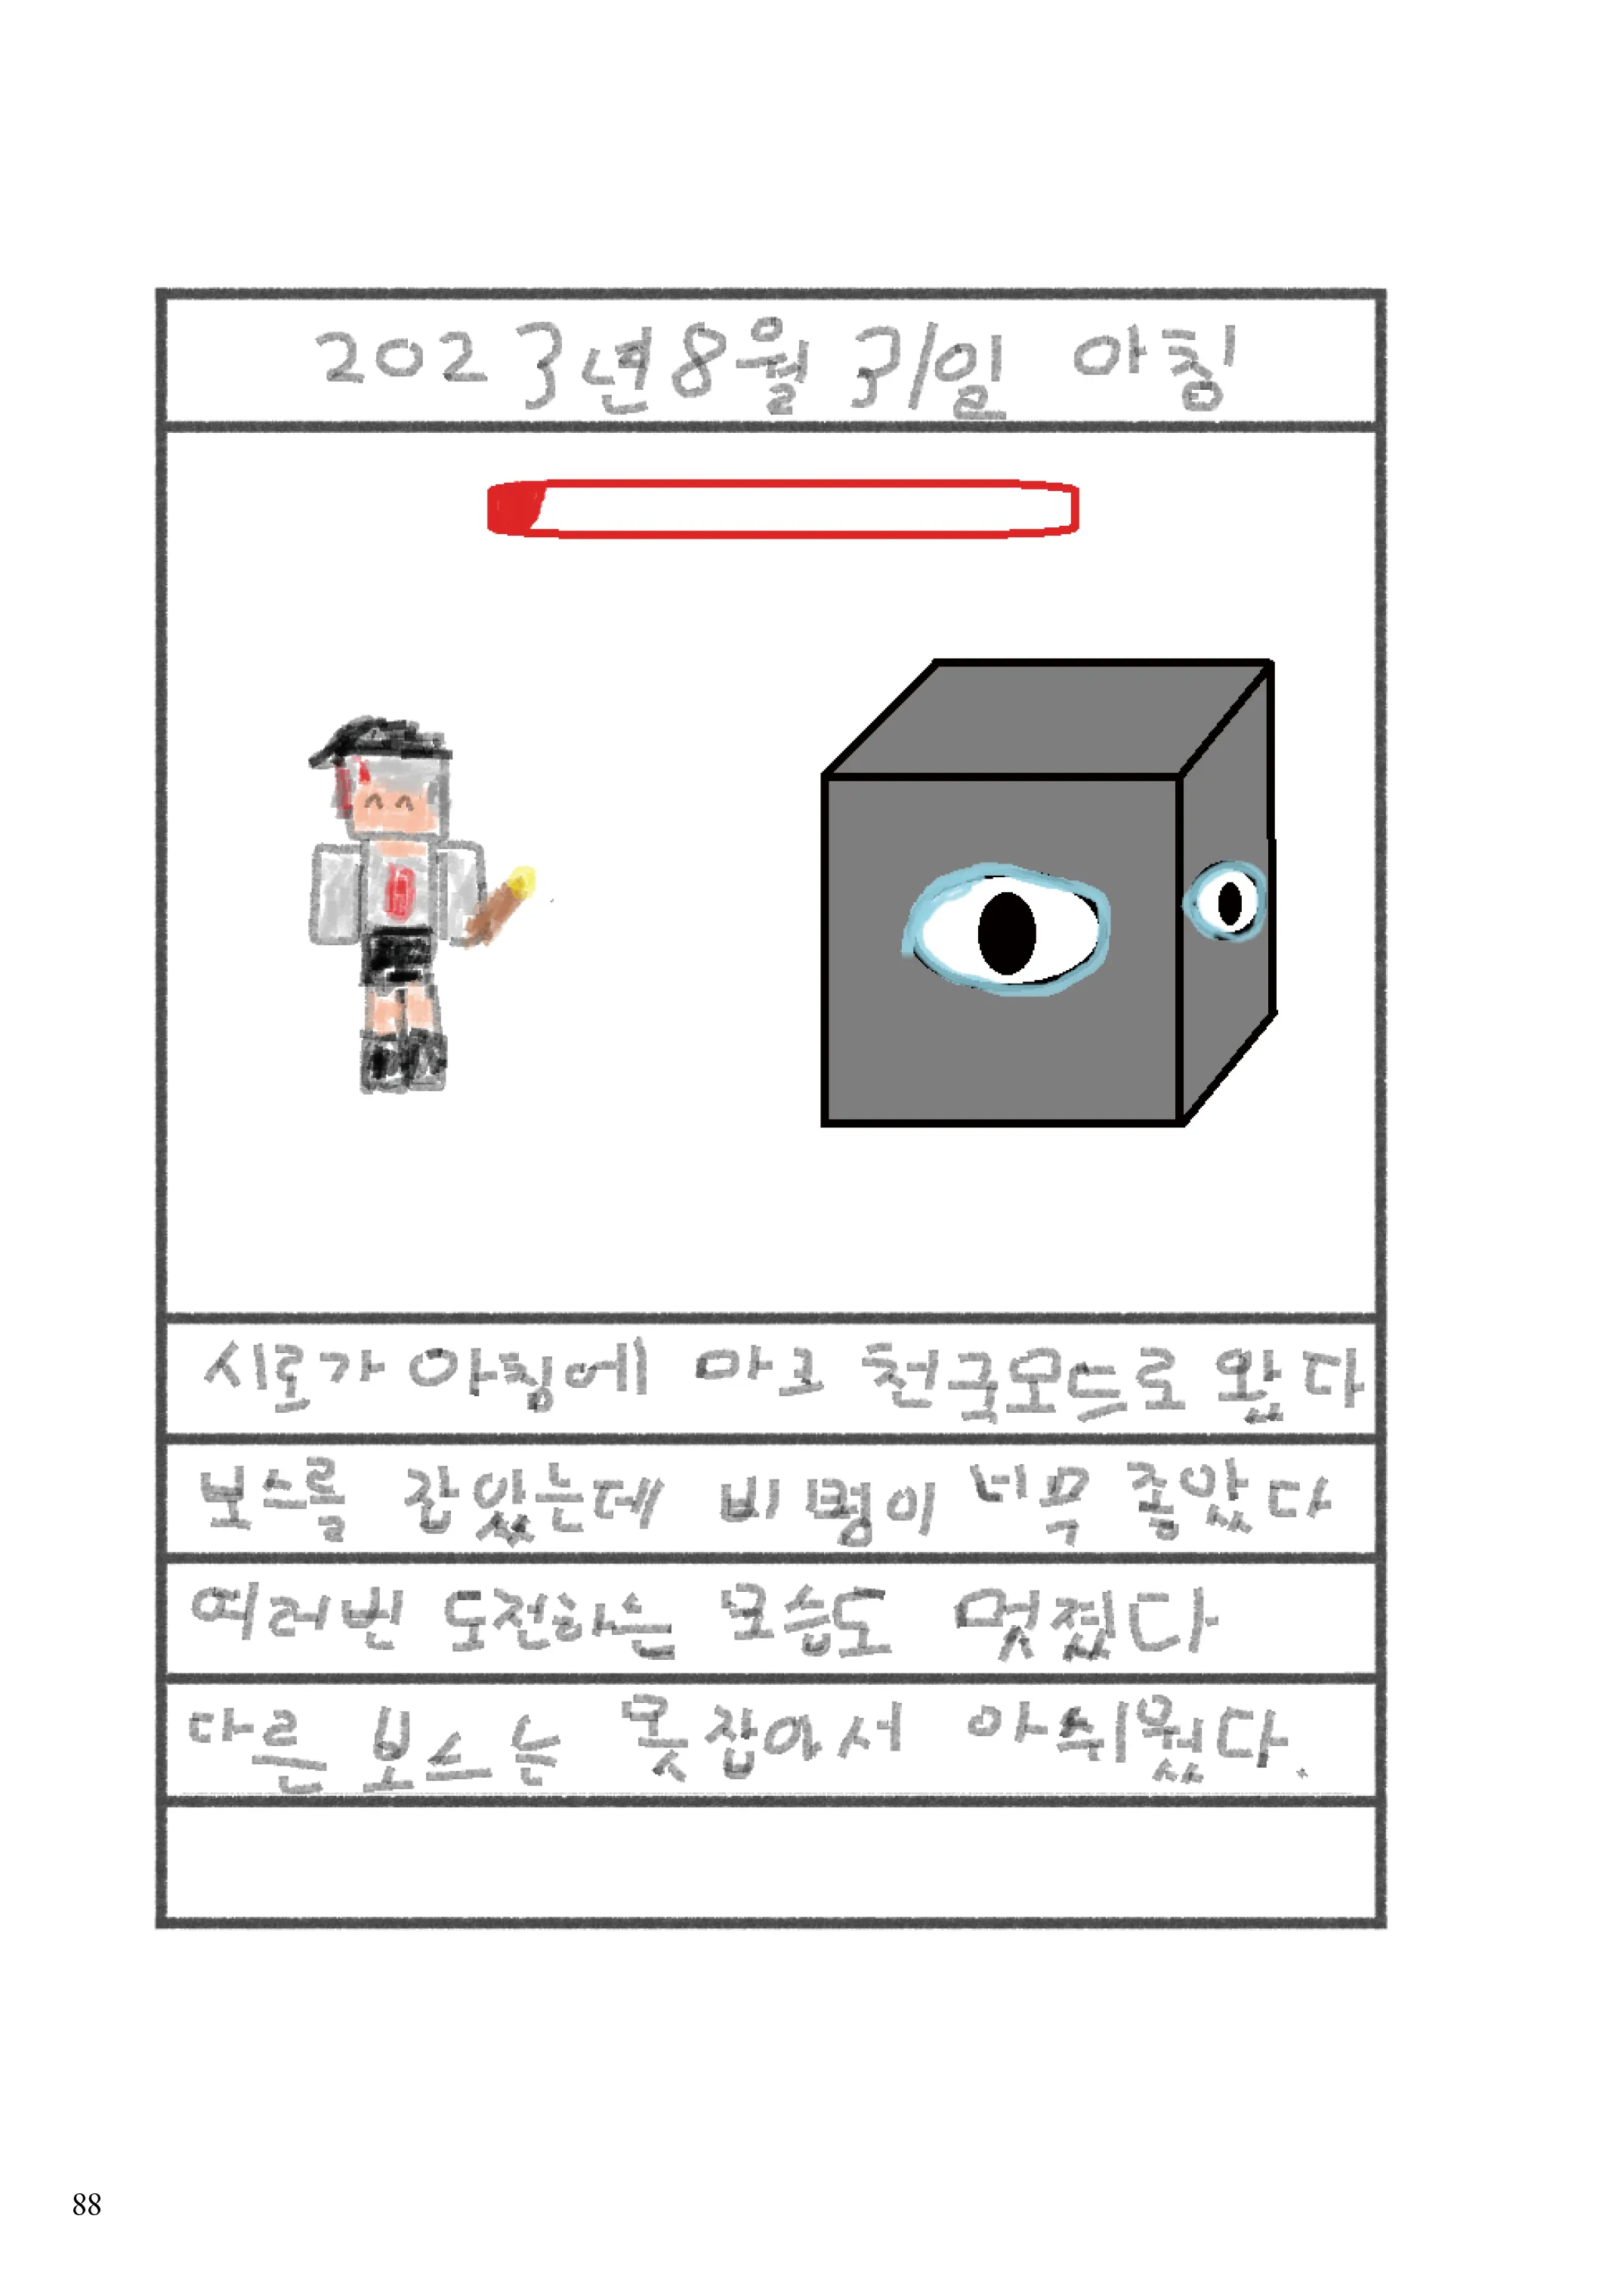 2023년 8월 31일 아침
시로가 아침에 마크 천국모드로 왔다
보스를 잡았는데 비명이 너무 좋았다
여러번 도전하는 모습도 멋졌다
다른 보스는 못잡아서 아쉬웠다.
88